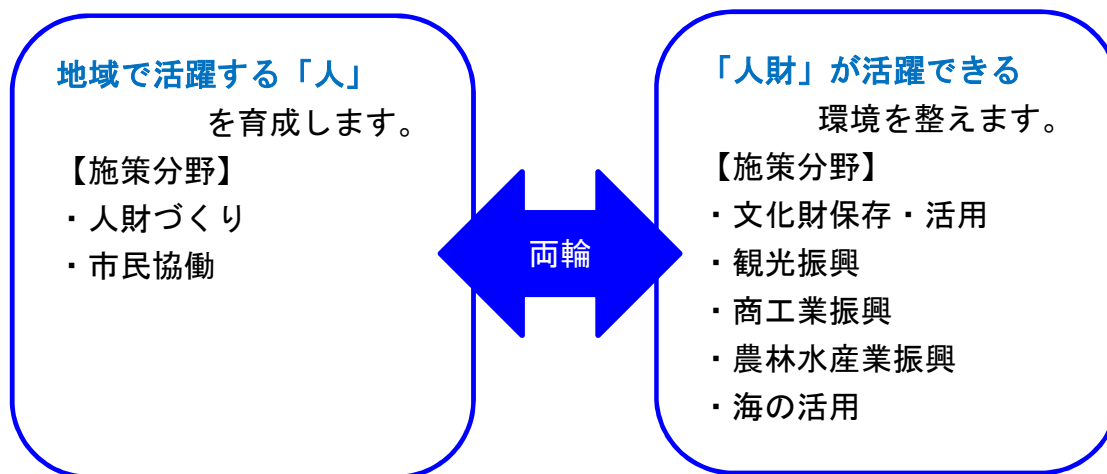 地域で活躍する「人」
を育成します。
【施策分野】
・人財づくり
・市民協働
両輪
「人財」が活躍できる
環境を整えます。
【施策分野】
・文化財保存・活用
・観光振興
・商工業振興
・農林水産業振興
・海の活用